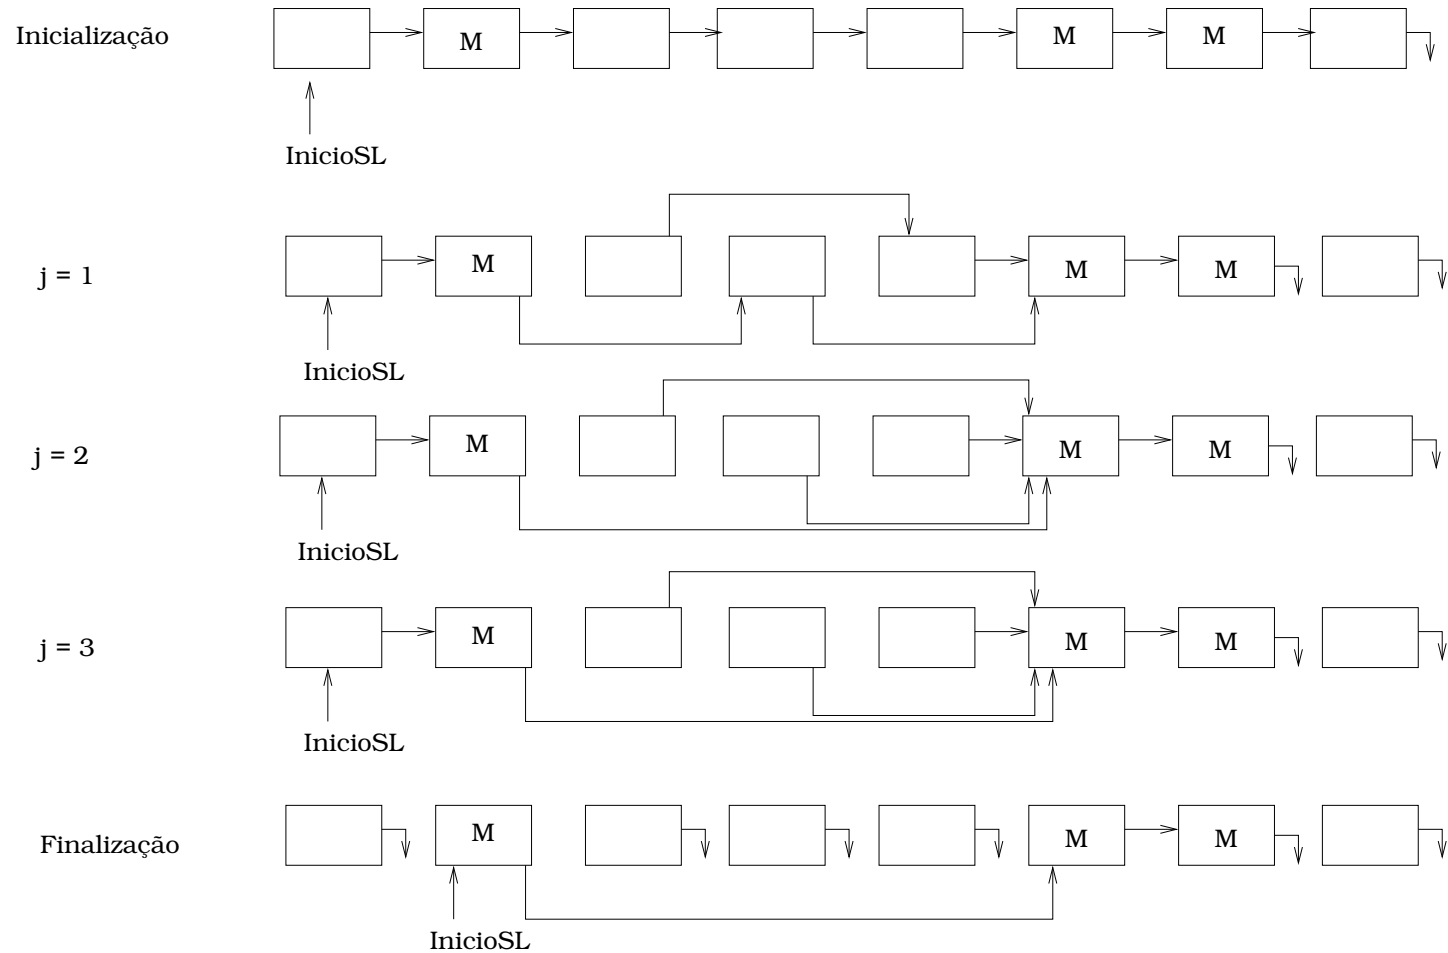 Inicialização M M M
InicioSL
j = 1 M M M
InicioSL
j = 2 M M M
InicioSL
j = 3 M M M
InicioSL
Finalização M M M
InicioSL